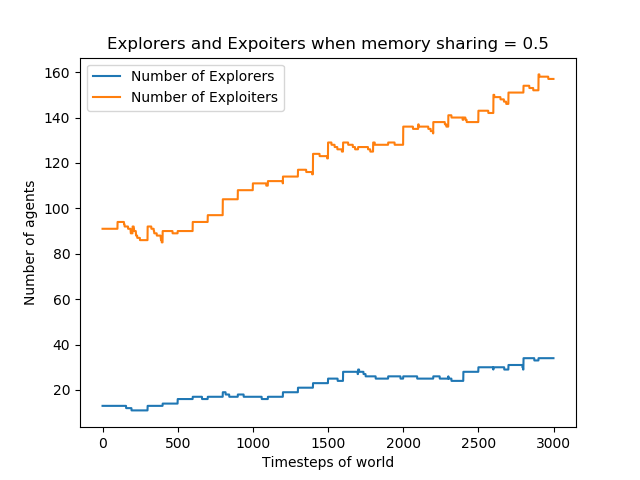 Explorers and Expoiters when memory sharing = 0.5
Number of Explorers
Number of Exploiters
160
140
120
100
80
60
40
20
Number of agents
0 500 1000 1500 2000 2500 3000
Timesteps of world